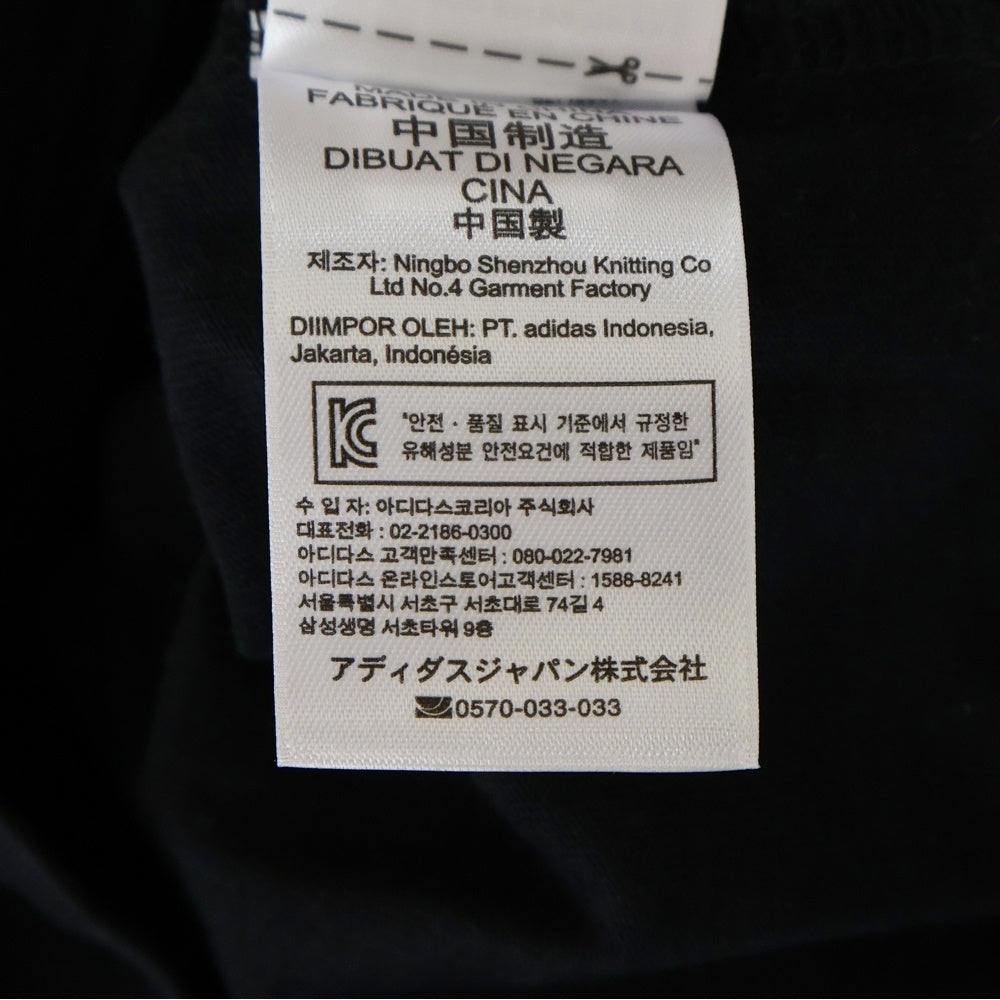 FABRIQUE EN CHINE
中国制造
DIBUAT DI NEGARA
CINA
中国製
제조자: Ningbo Shenzhou Knitting Co
Ltd No.4 Garment Factory
DIIMPOR OLEH: PT. adidas Indonesia,
Jakarta, Indonésia
KC
"안전 · 품질 표시 기준에서 규정한
유해성분 안전요건에 적합한 제품임"
수 입 자: 아디다스코리아 주식회사
대표전화 : 02-2186-0300
아디다스 고객만족센터 : 080-022-7981
아디다스 온라인스토어고객센터 : 1588-8241
서울특별시 서초구 서초대로 74길 4
삼성생명 서초타워 9층
アディダスジャパン株式会社
0570-033-033